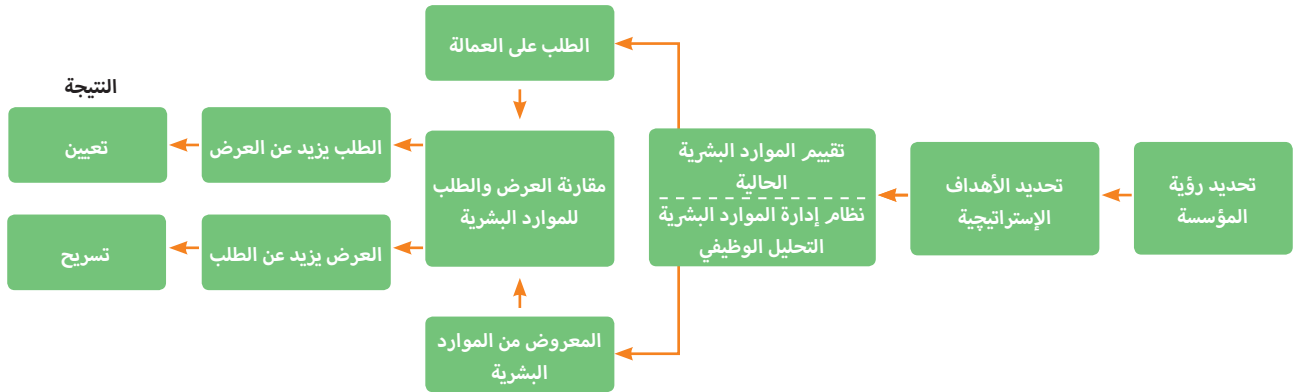 تحديد رؤية
المؤسسة
تحديد الأهداف
الإستراتيچية
تقييم الموارد البشرية
الحالية
نظام إدارة الموارد البشرية
التحليل الوظيفي
الطلب على العمالة
مقارنة العرض والطلب
للموارد البشرية
المعروض من الموارد
البشرية
الطلب يزيد عن العرض
العرض يزيد عن الطلب
النتيجة
تعيين
تسريح